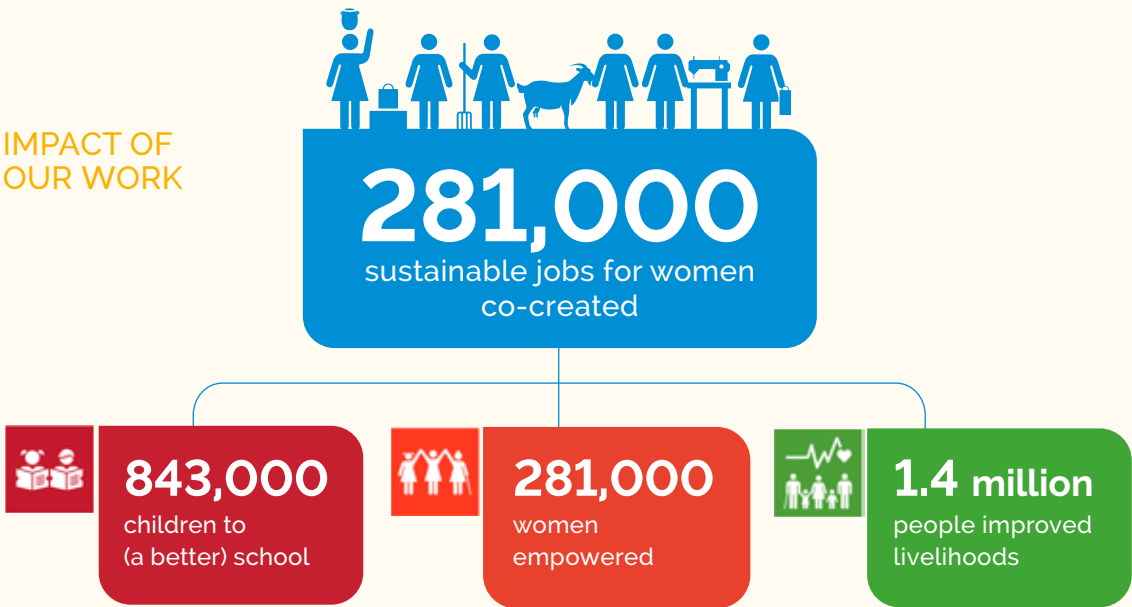 IMPACT OF
OUR WORK
281,000
sustainable jobs for women
co-created
843,000
children to
(a better) school
281,000
women
empowered
1.4 million
people improved
livelihoods